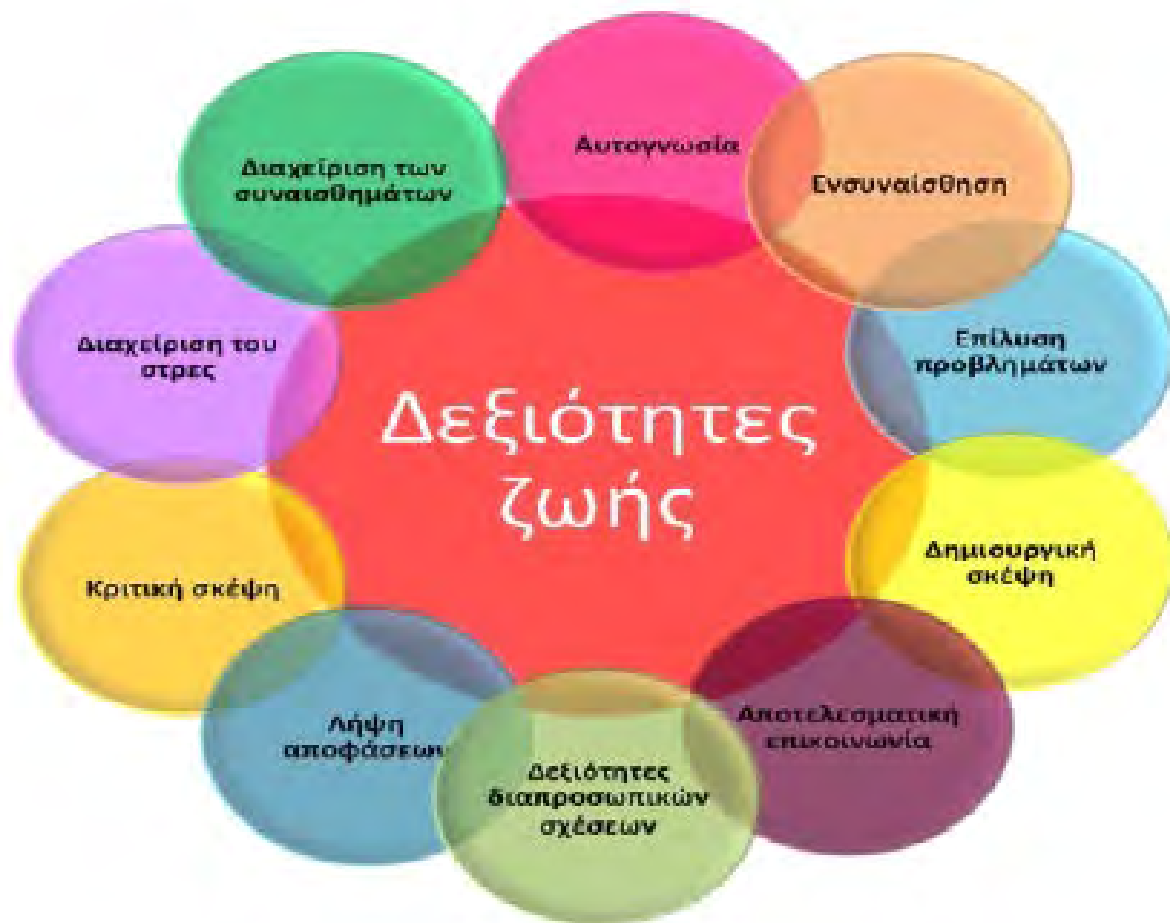 Αυτογνωσία
Ενσυναίσθηση
Επίλυση
προβλημάτων
Δημιουργική
σκέψη
Αποτελεσματική
επικοινωνία
Δεξιότητες
διαπροσωπικών
σχέσεων
Λήψη
αποφάσεων
Κριτική σκέψη
Διαχείριση του
στρες
Διαχείριση των
συναισθημάτων
Δεξιότητες
ζωής